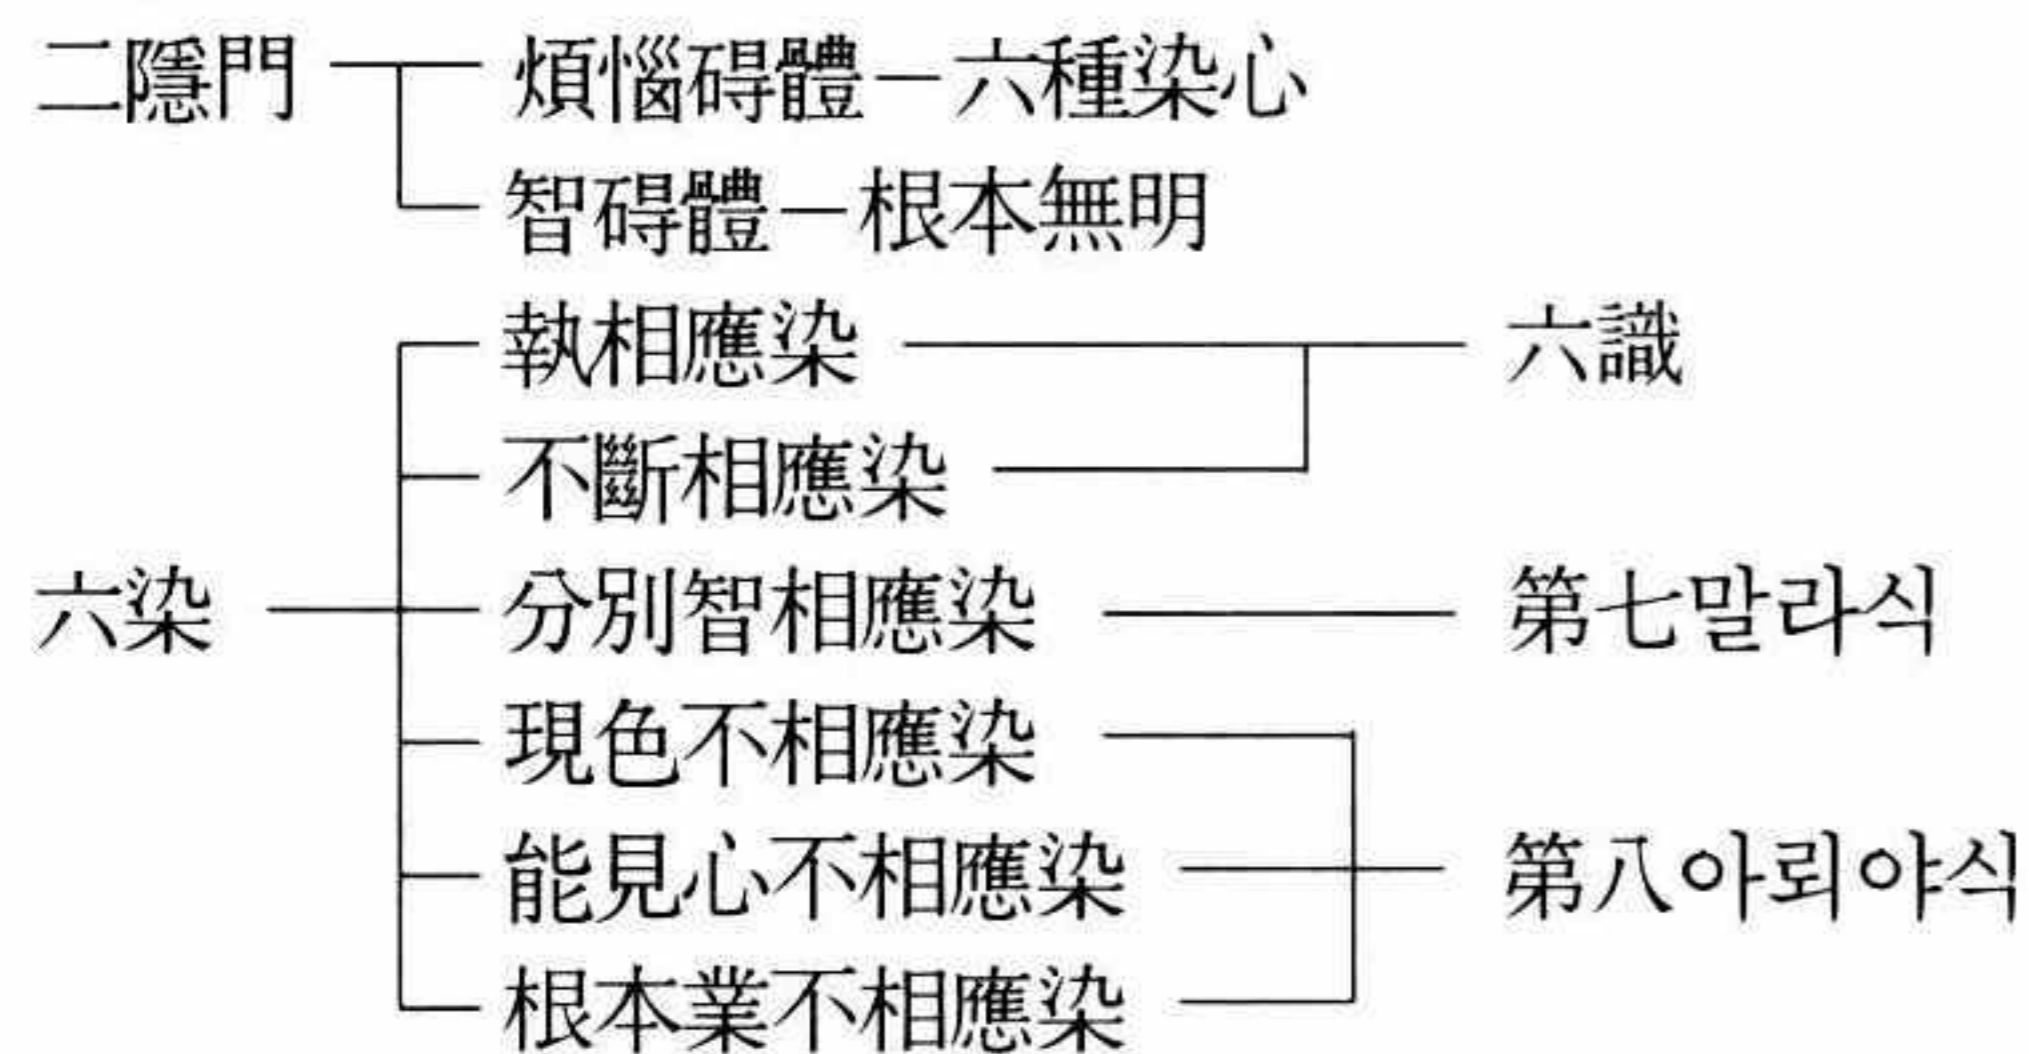 二隱門 煩惱碍體－六種染心
智碍體－根本無明
執相應染 六識
不斷相應染
六染 分別智相應染 第七말라식
現色不相應染
能見心不相應染 第八아뢰야식
根本業不相應染